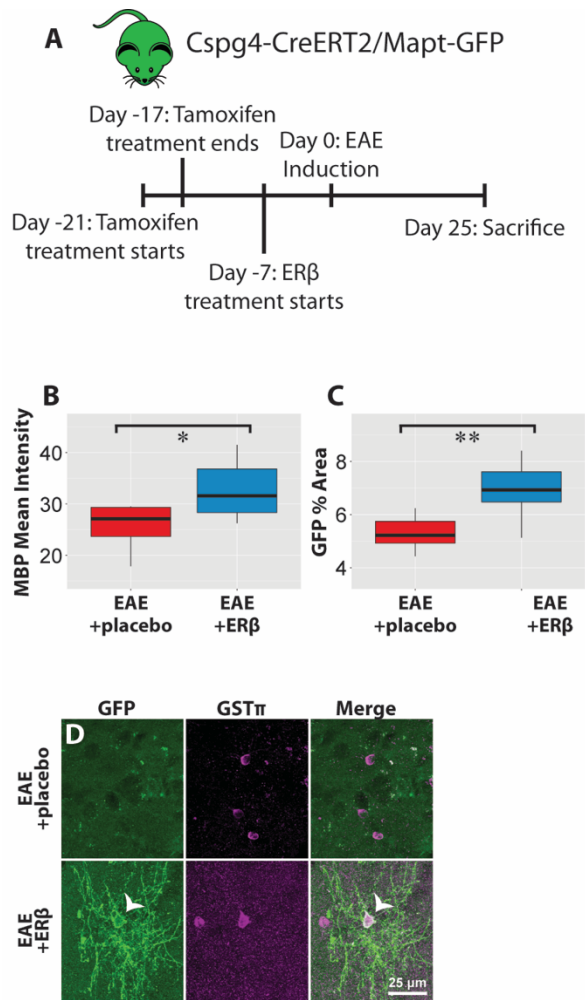 A
Cspg4-CreERT2/Mapt-GFP
Day -17: Tamoxifen
treatment ends
Day 0: EAE
Induction
Day -21: Tamoxifen
treatment starts
Day -7: ERβ
treatment starts
Day 25: Sacrifice
B
MBP Mean Intensity
40
30
20
*
EAE
+placebo
EAE
+ERβ
C
GFP % Area
8
6
4
**
EAE
+placebo
EAE
+ERβ
D
GFP
GSTπ
Merge
EAE
+placebo
EAE
+ERβ
25 μm